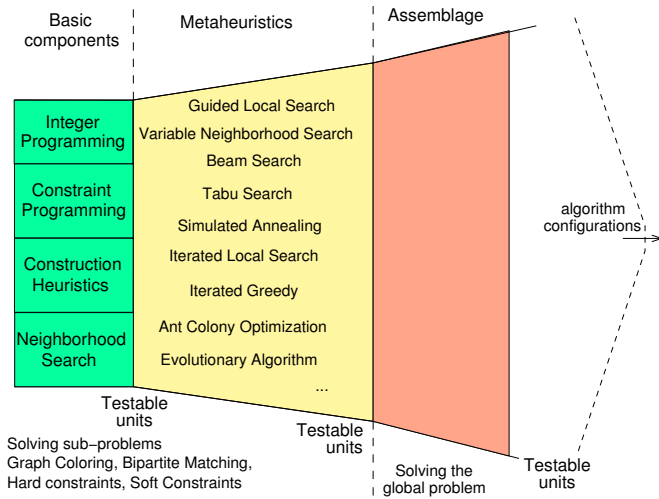 Basic
components
Metaheuristics
Assemblage
Integer
Programming
Constraint
Programming
Construction
Heuristics
Neighborhood
Search
Guided Local Search
Variable Neighborhood Search
Beam Search
Tabu Search
Simulated Annealing
Iterated Local Search
Iterated Greedy
Ant Colony Optimization
Evolutionary Algorithm
...
algorithm
configurations
Testable
units
Testable
units
Testable
units
Solving sub−problems
Graph Coloring, Bipartite Matching,
Hard constraints, Soft Constraints
Solving the
global problem